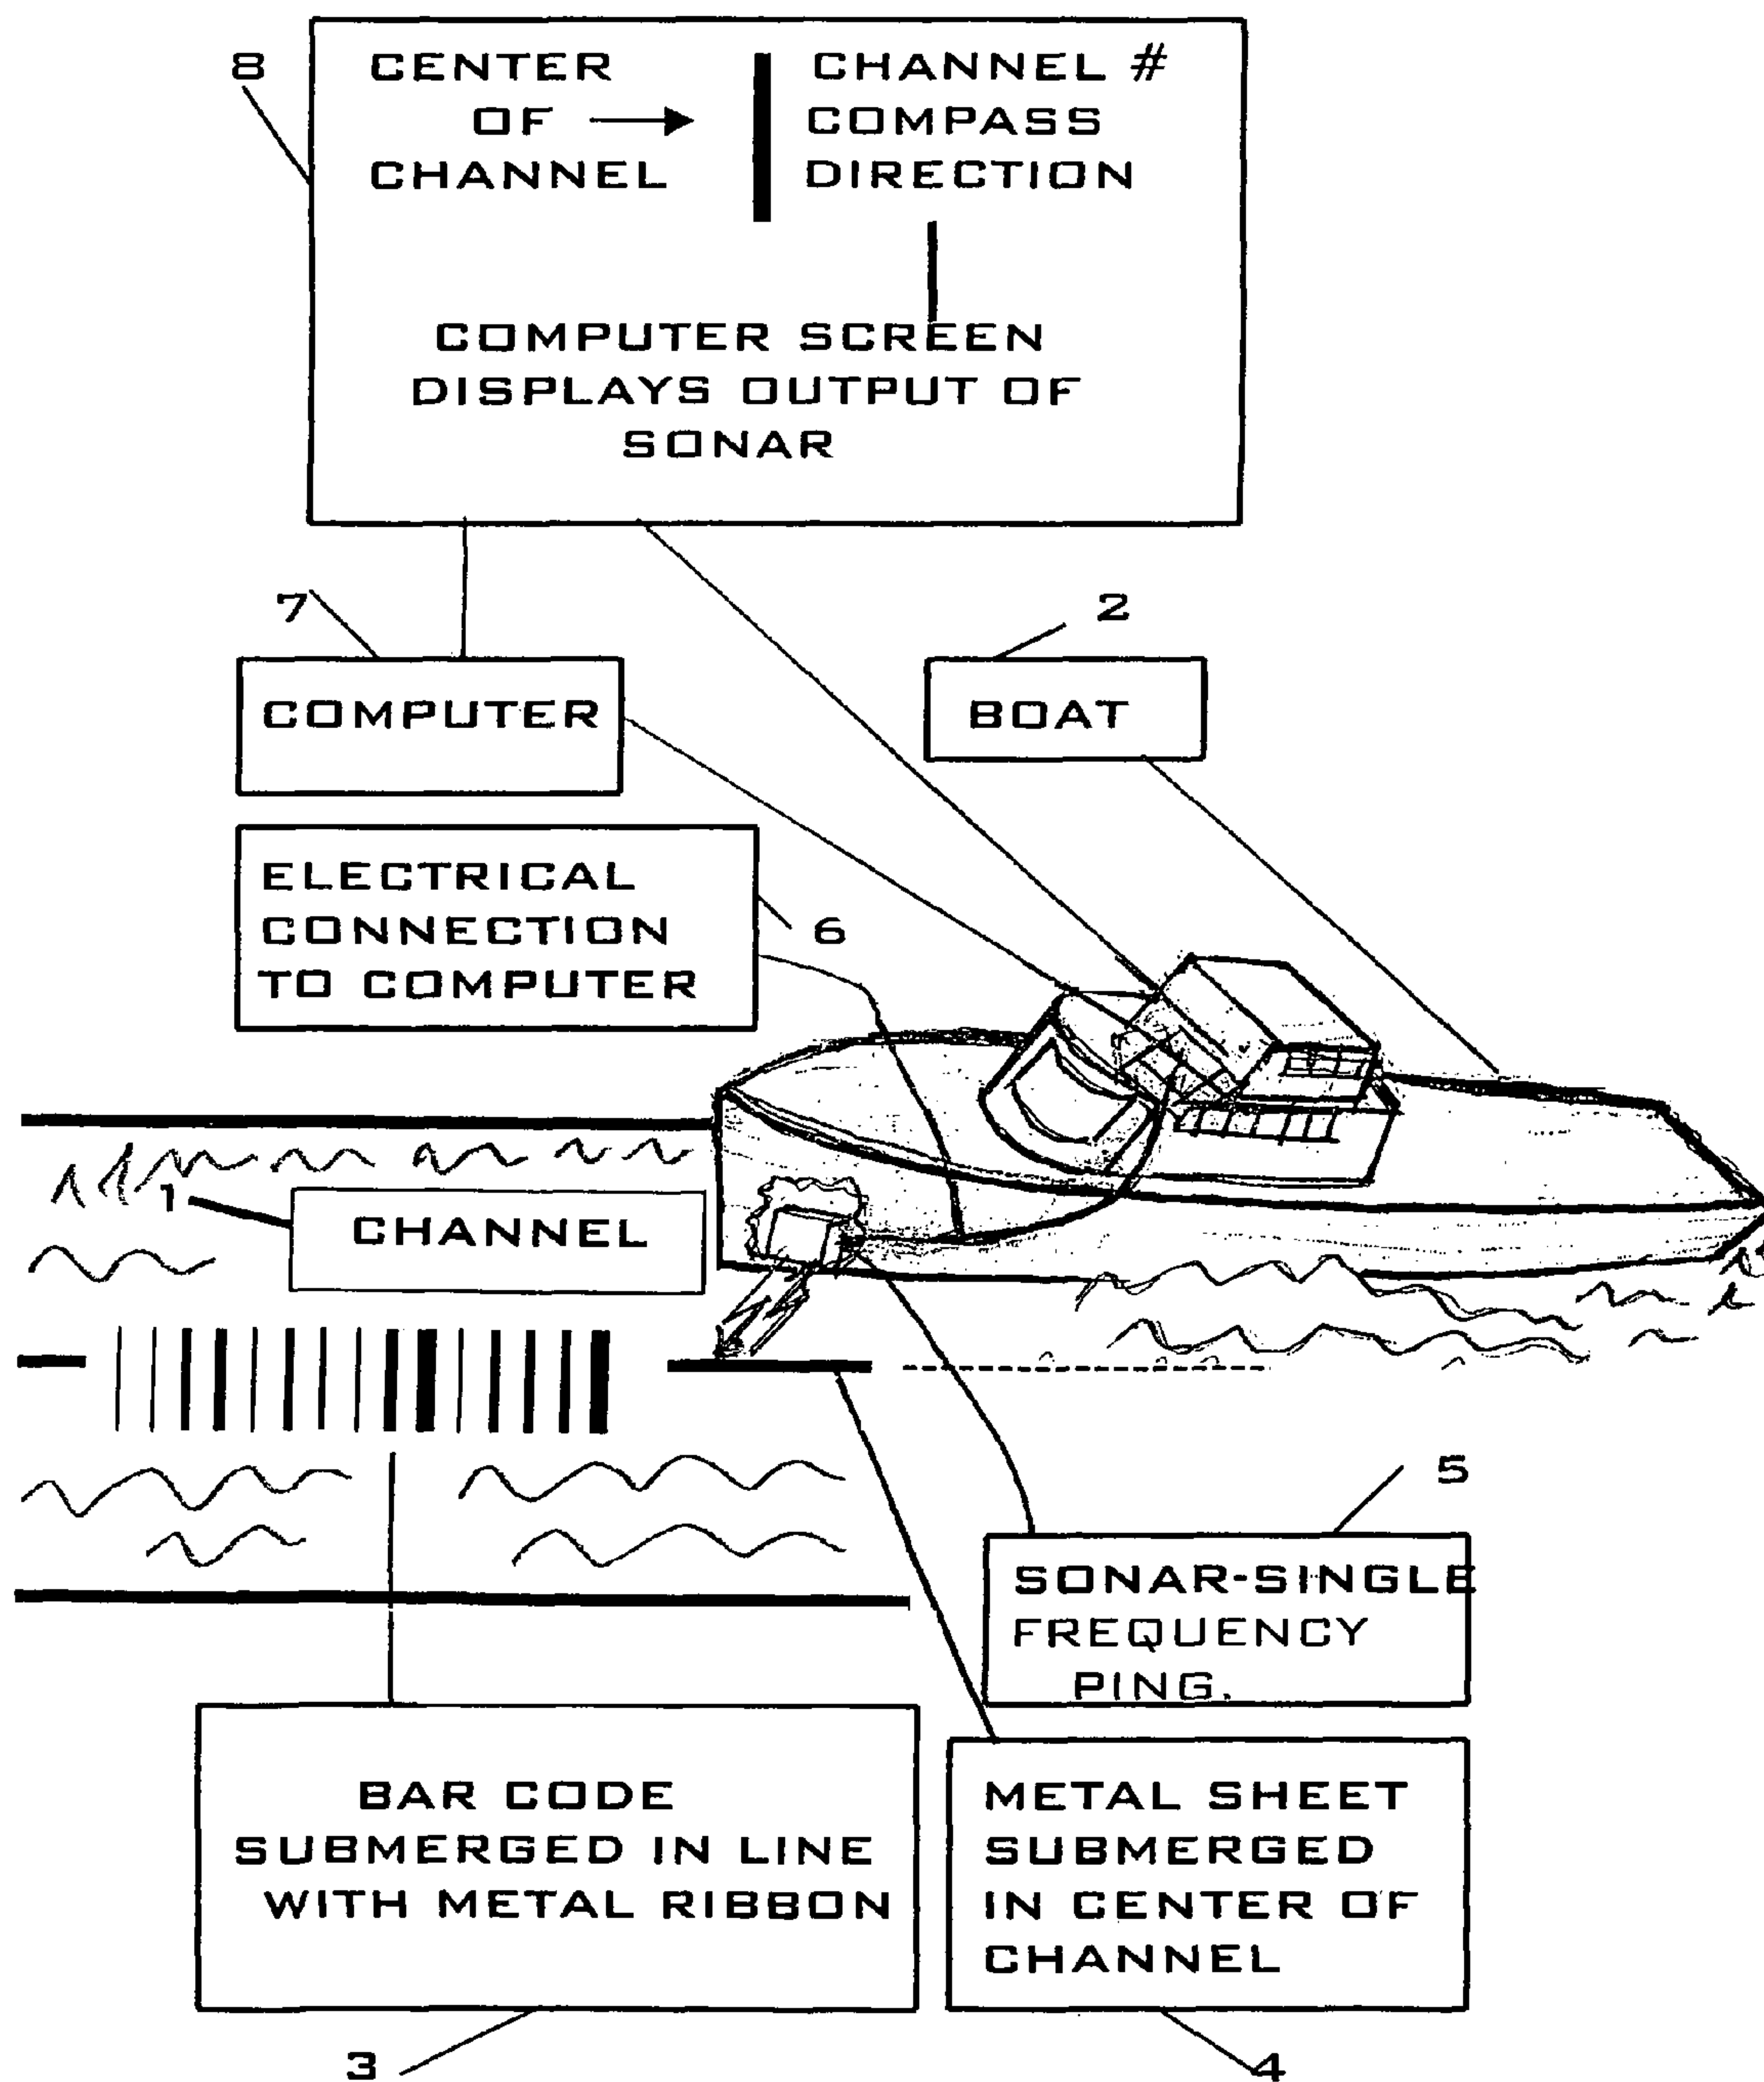 8
CENTER
OF
CHANNEL
CHANNEL #
COMPASS
DIRECTION
COMPUTER SCREEN
DISPLAYS OUTPUT OF
SONAR
7
2
COMPUTER
BOAT
ELECTRICAL
CONNECTION
TO COMPUTER
6
1
CHANNEL
5
SONAR-SINGLE
FREQUENCY
PING.
BAR CODE
SUBMERGED IN LINE
WITH METAL RIBBON
METAL SHEET
SUBMERGED
IN CENTER OF
CHANNEL
3
4